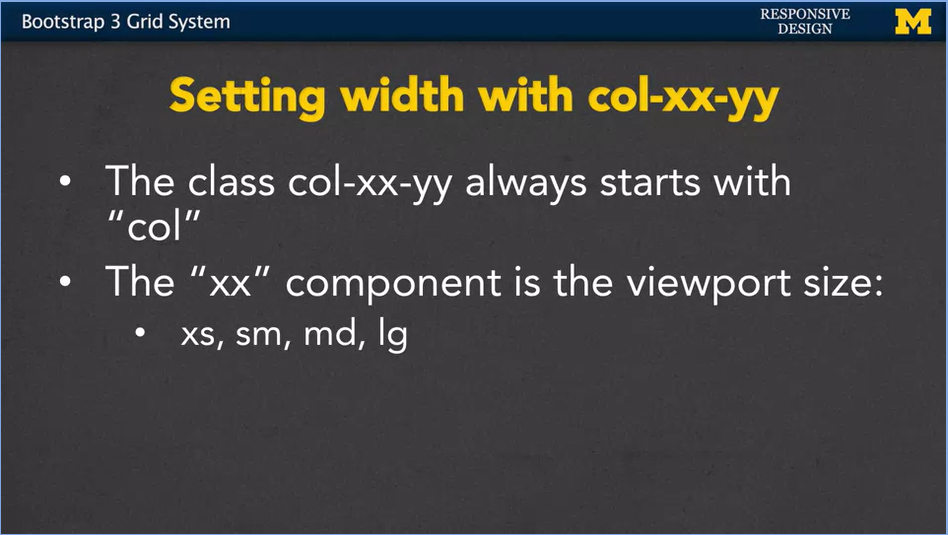 Bootstrap 3 Grid System
RESPONSIVE
DESIGN
M
Setting width with col-xx-yy
• The class col-xx-yy always starts with
“col”
• The “xx” component is the viewport size:
• xs, sm, md, lg